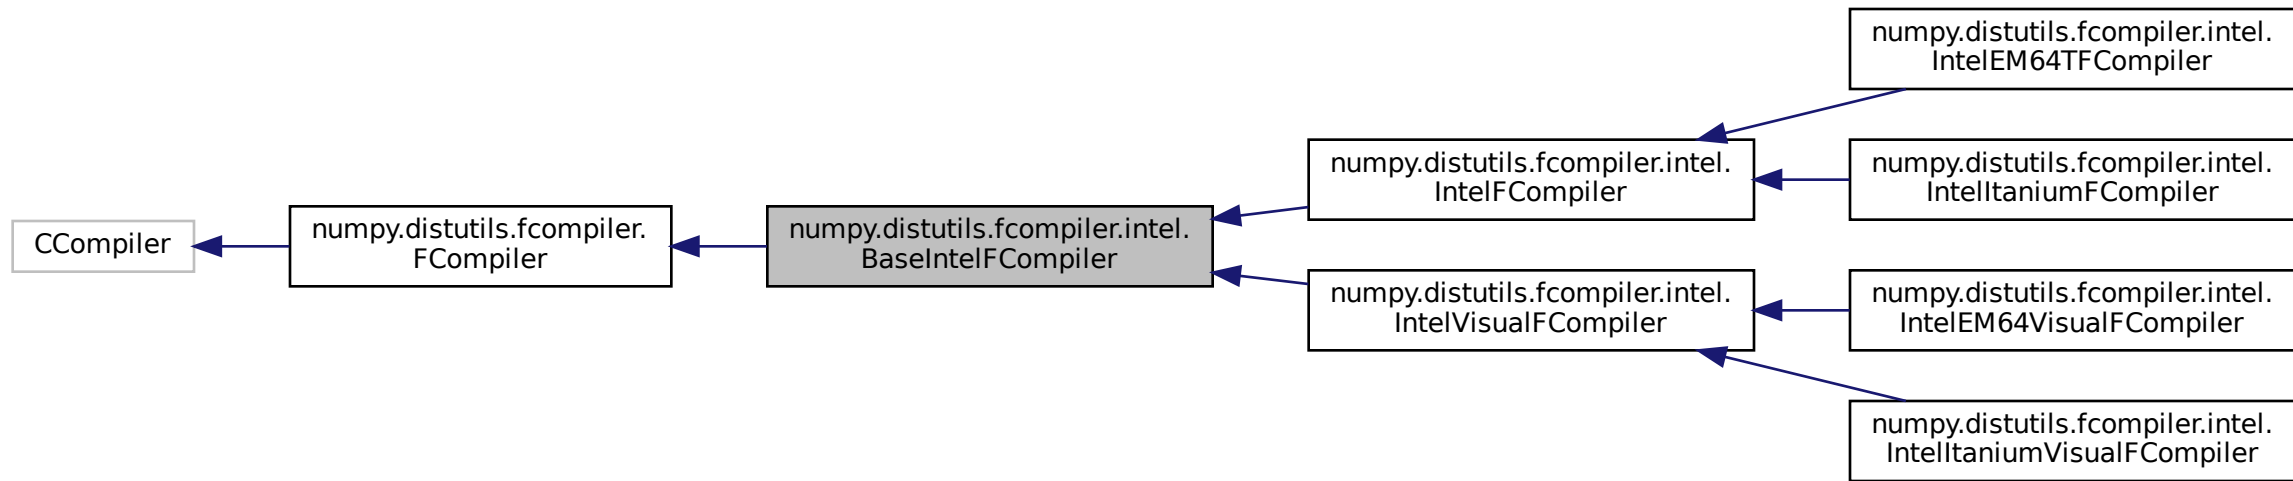 CCompiler
numpy.distutils.fcompiler.
FCompiler
numpy.distutils.fcompiler.intel.
BaseIntelFCompiler
numpy.distutils.fcompiler.intel.
IntelFCompiler
numpy.distutils.fcompiler.intel.
IntelVisualFCompiler
numpy.distutils.fcompiler.intel.
IntelEM64TFCompiler
numpy.distutils.fcompiler.intel.
IntelItaniumFCompiler
numpy.distutils.fcompiler.intel.
IntelEM64VisualFCompiler
numpy.distutils.fcompiler.intel.
IntelItaniumVisualFCompiler